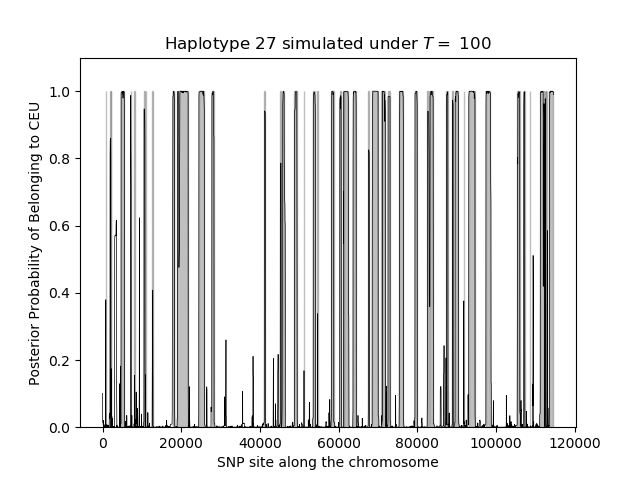 Haplotype 27 simulated under T = 100
Posterior Probability of Belonging to CEU
1.0
0.8
0.6
0.4
0.2
0.0
0 20000 40000 60000 80000 100000 120000
SNP site along the chromosome